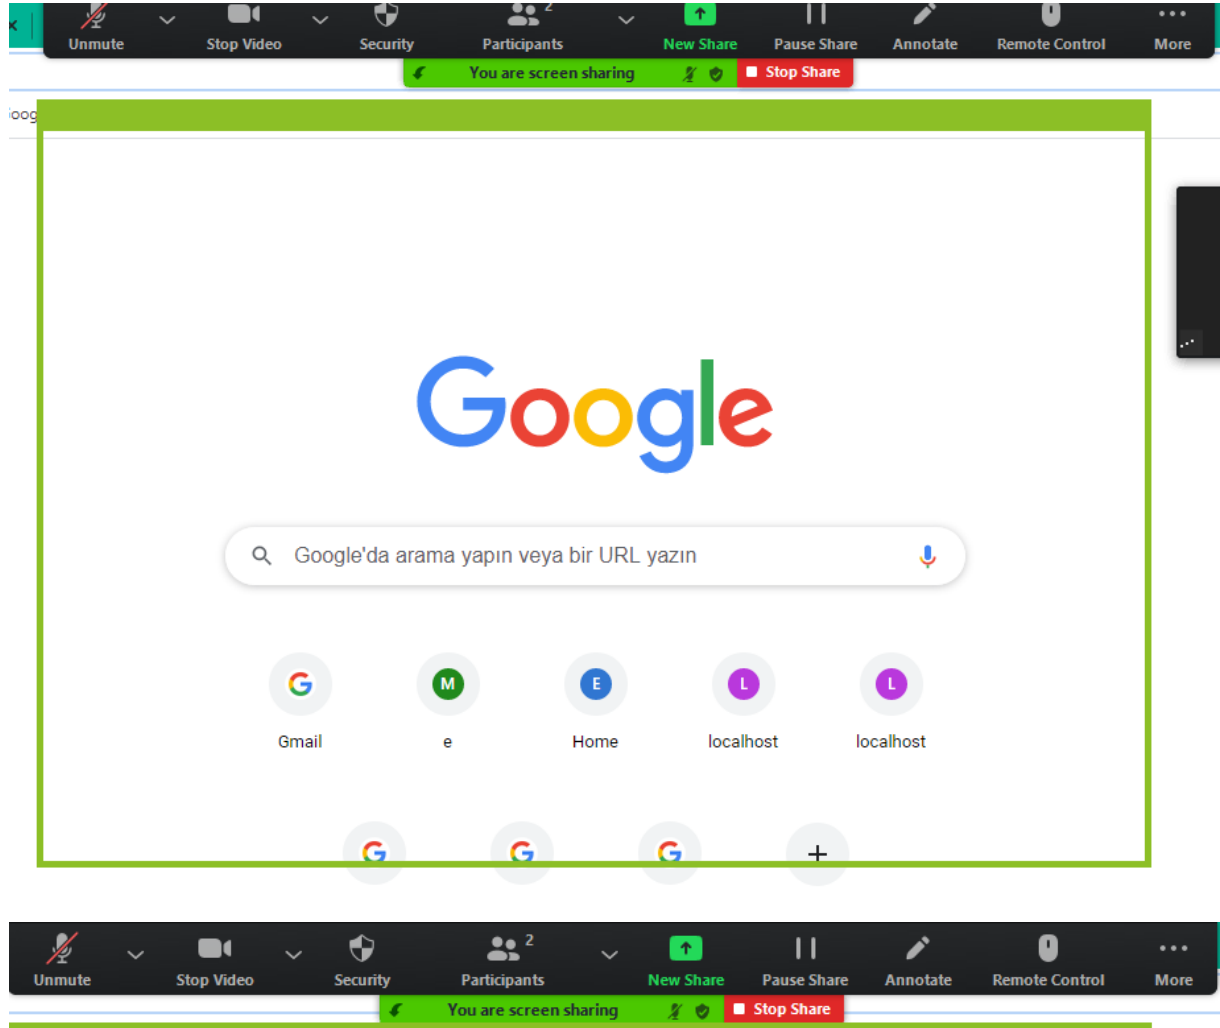 2
Unmute Stop Video Security Participants New Share Pause Share Annotate Remote Control More
You are screen sharing Stop Share
Goog
Google
Google'da arama yapın veya bir URL yazın
M E L L
Gmail e Home localhost localhost
2
Unmute Stop Video Security Participants New Share Pause Share Annotate Remote Control More
You are screen sharing Stop Share